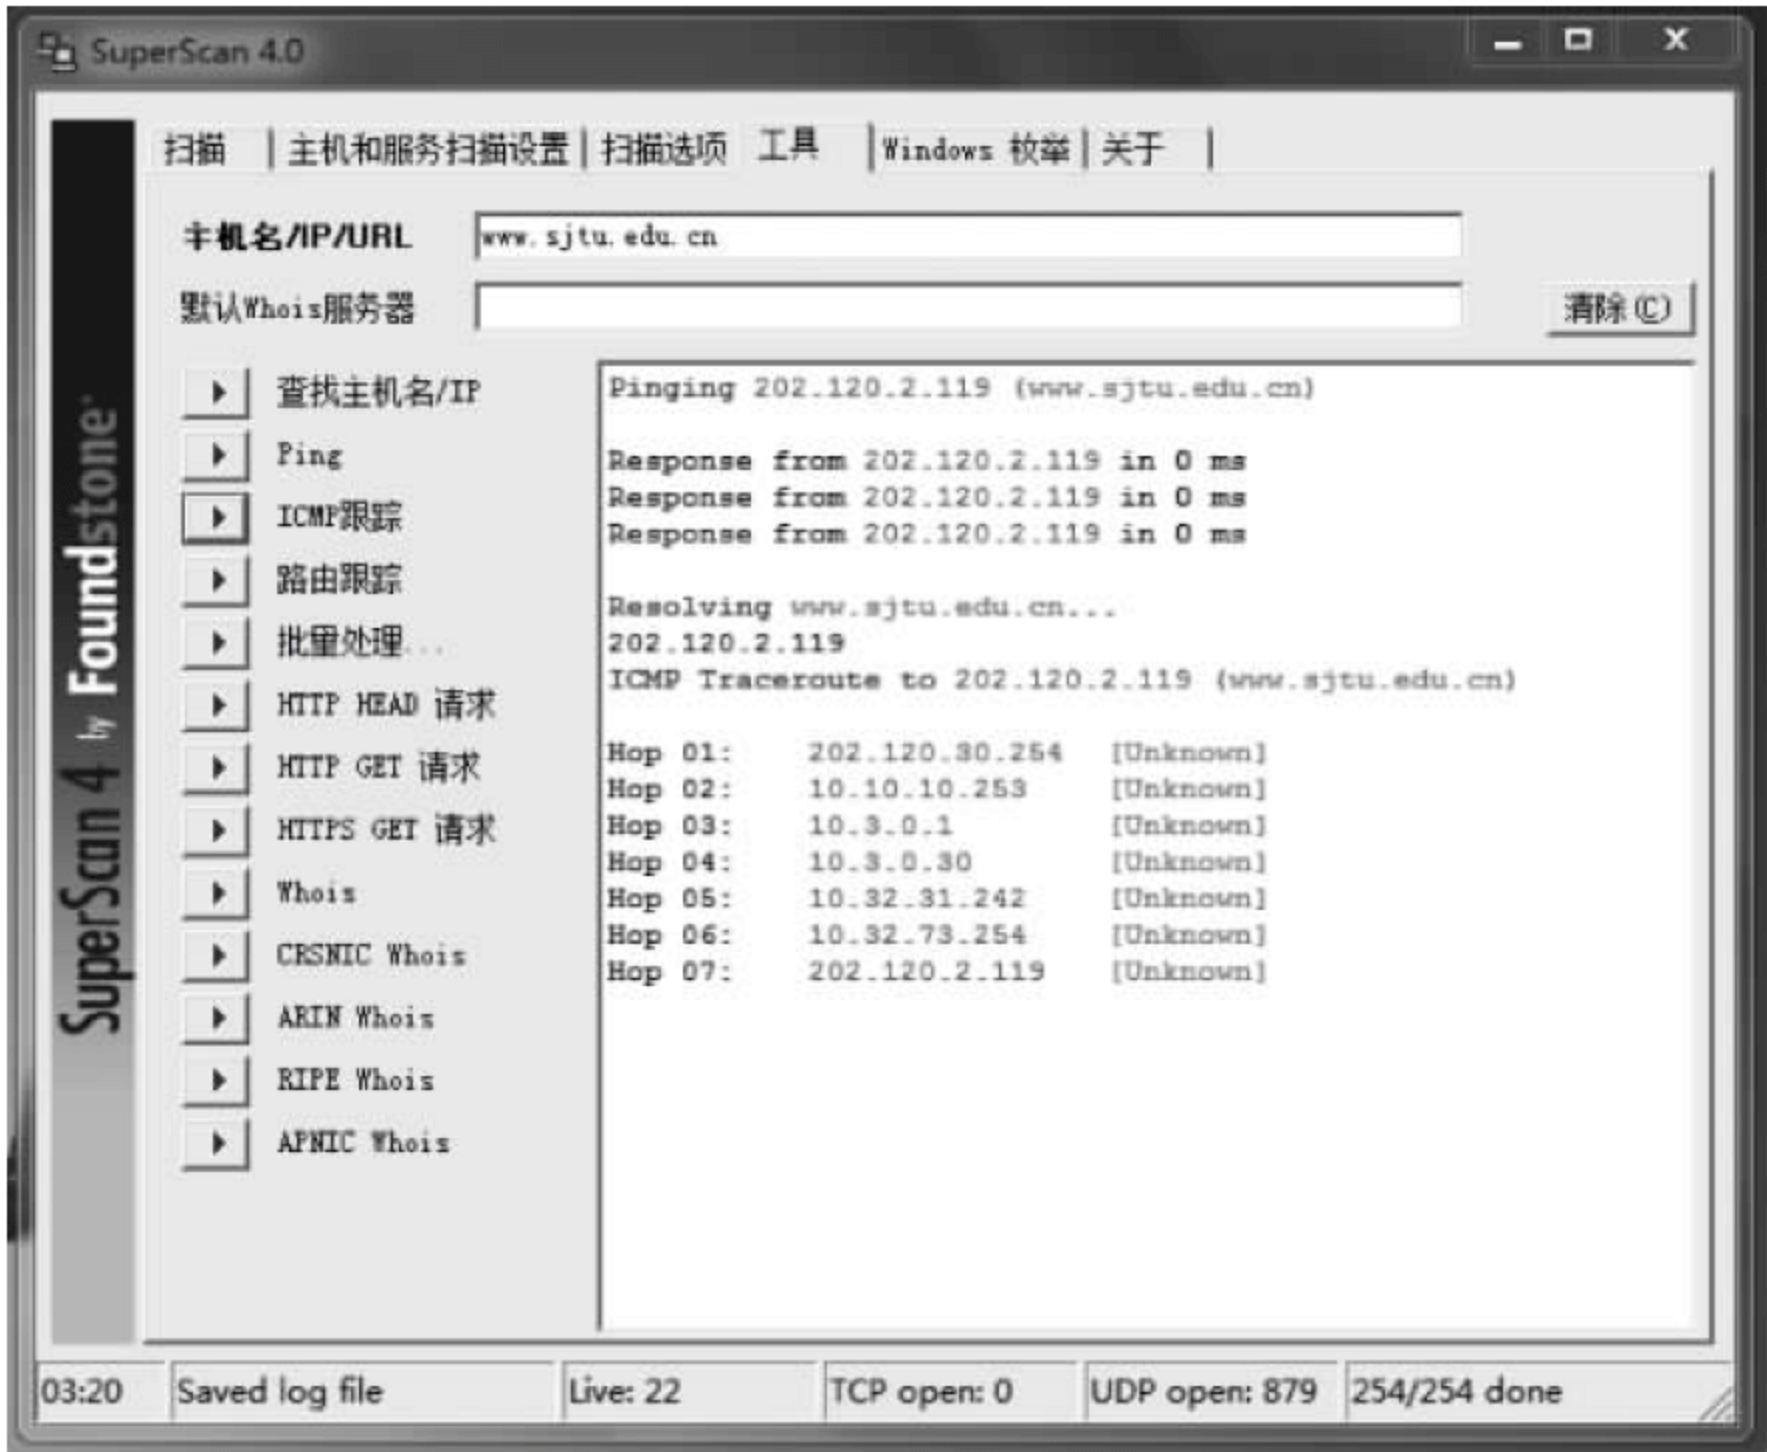 SuperScan 4.0
扫描 主机和服务扫描设置 扫描选项 工具 Windows 枚举 关于
主机名/IP/URL www.sjtu.edu.cn
默认Whois服务器 清除(C)
查找主机名/IP
Ping
ICMP跟踪
路由跟踪
批量处理...
HTTP HEAD 请求
HTTP GET 请求
HTTPS GET 请求
Whois
CRSNIC Whois
ARIN Whois
RIPE Whois
APNIC Whois
Pinging 202.120.2.119 (www.sjtu.edu.cn)
Response from 202.120.2.119 in 0 ms
Response from 202.120.2.119 in 0 ms
Response from 202.120.2.119 in 0 ms
Resolving www.sjtu.edu.cn...
202.120.2.119
ICMP Traceroute to 202.120.2.119 (www.sjtu.edu.cn)
Hop 01: 202.120.30.254 [Unknown]
Hop 02: 10.10.10.253 [Unknown]
Hop 03: 10.3.0.1 [Unknown]
Hop 04: 10.3.0.30 [Unknown]
Hop 05: 10.32.31.242 [Unknown]
Hop 06: 10.32.73.254 [Unknown]
Hop 07: 202.120.2.119 [Unknown]
SuperScan 4 by Foundstone
03:20 Saved log file Live: 22 TCP open: 0 UDP open: 879 254/254 done